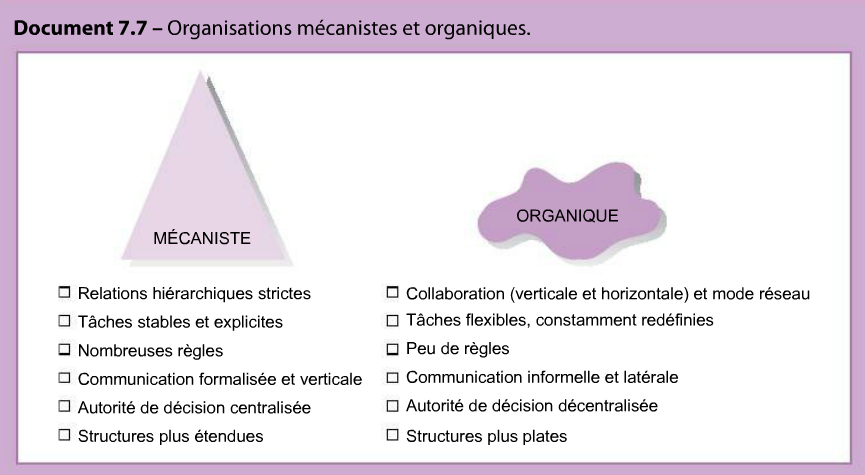 Document 7.7 – Organisations mécanistes et organiques.
MÉCANISTE
Relations hiérarchiques strictes
Tâches stables et explicites
Nombreuses règles
Communication formalisée et verticale
Autorité de décision centralisée
Structures plus étendues
ORGANIQUE
Collaboration (verticale et horizontale) et mode réseau
Tâches flexibles, constamment redéfinies
Peu de règles
Communication informelle et latérale
Autorité de décision décentralisée
Structures plus plates